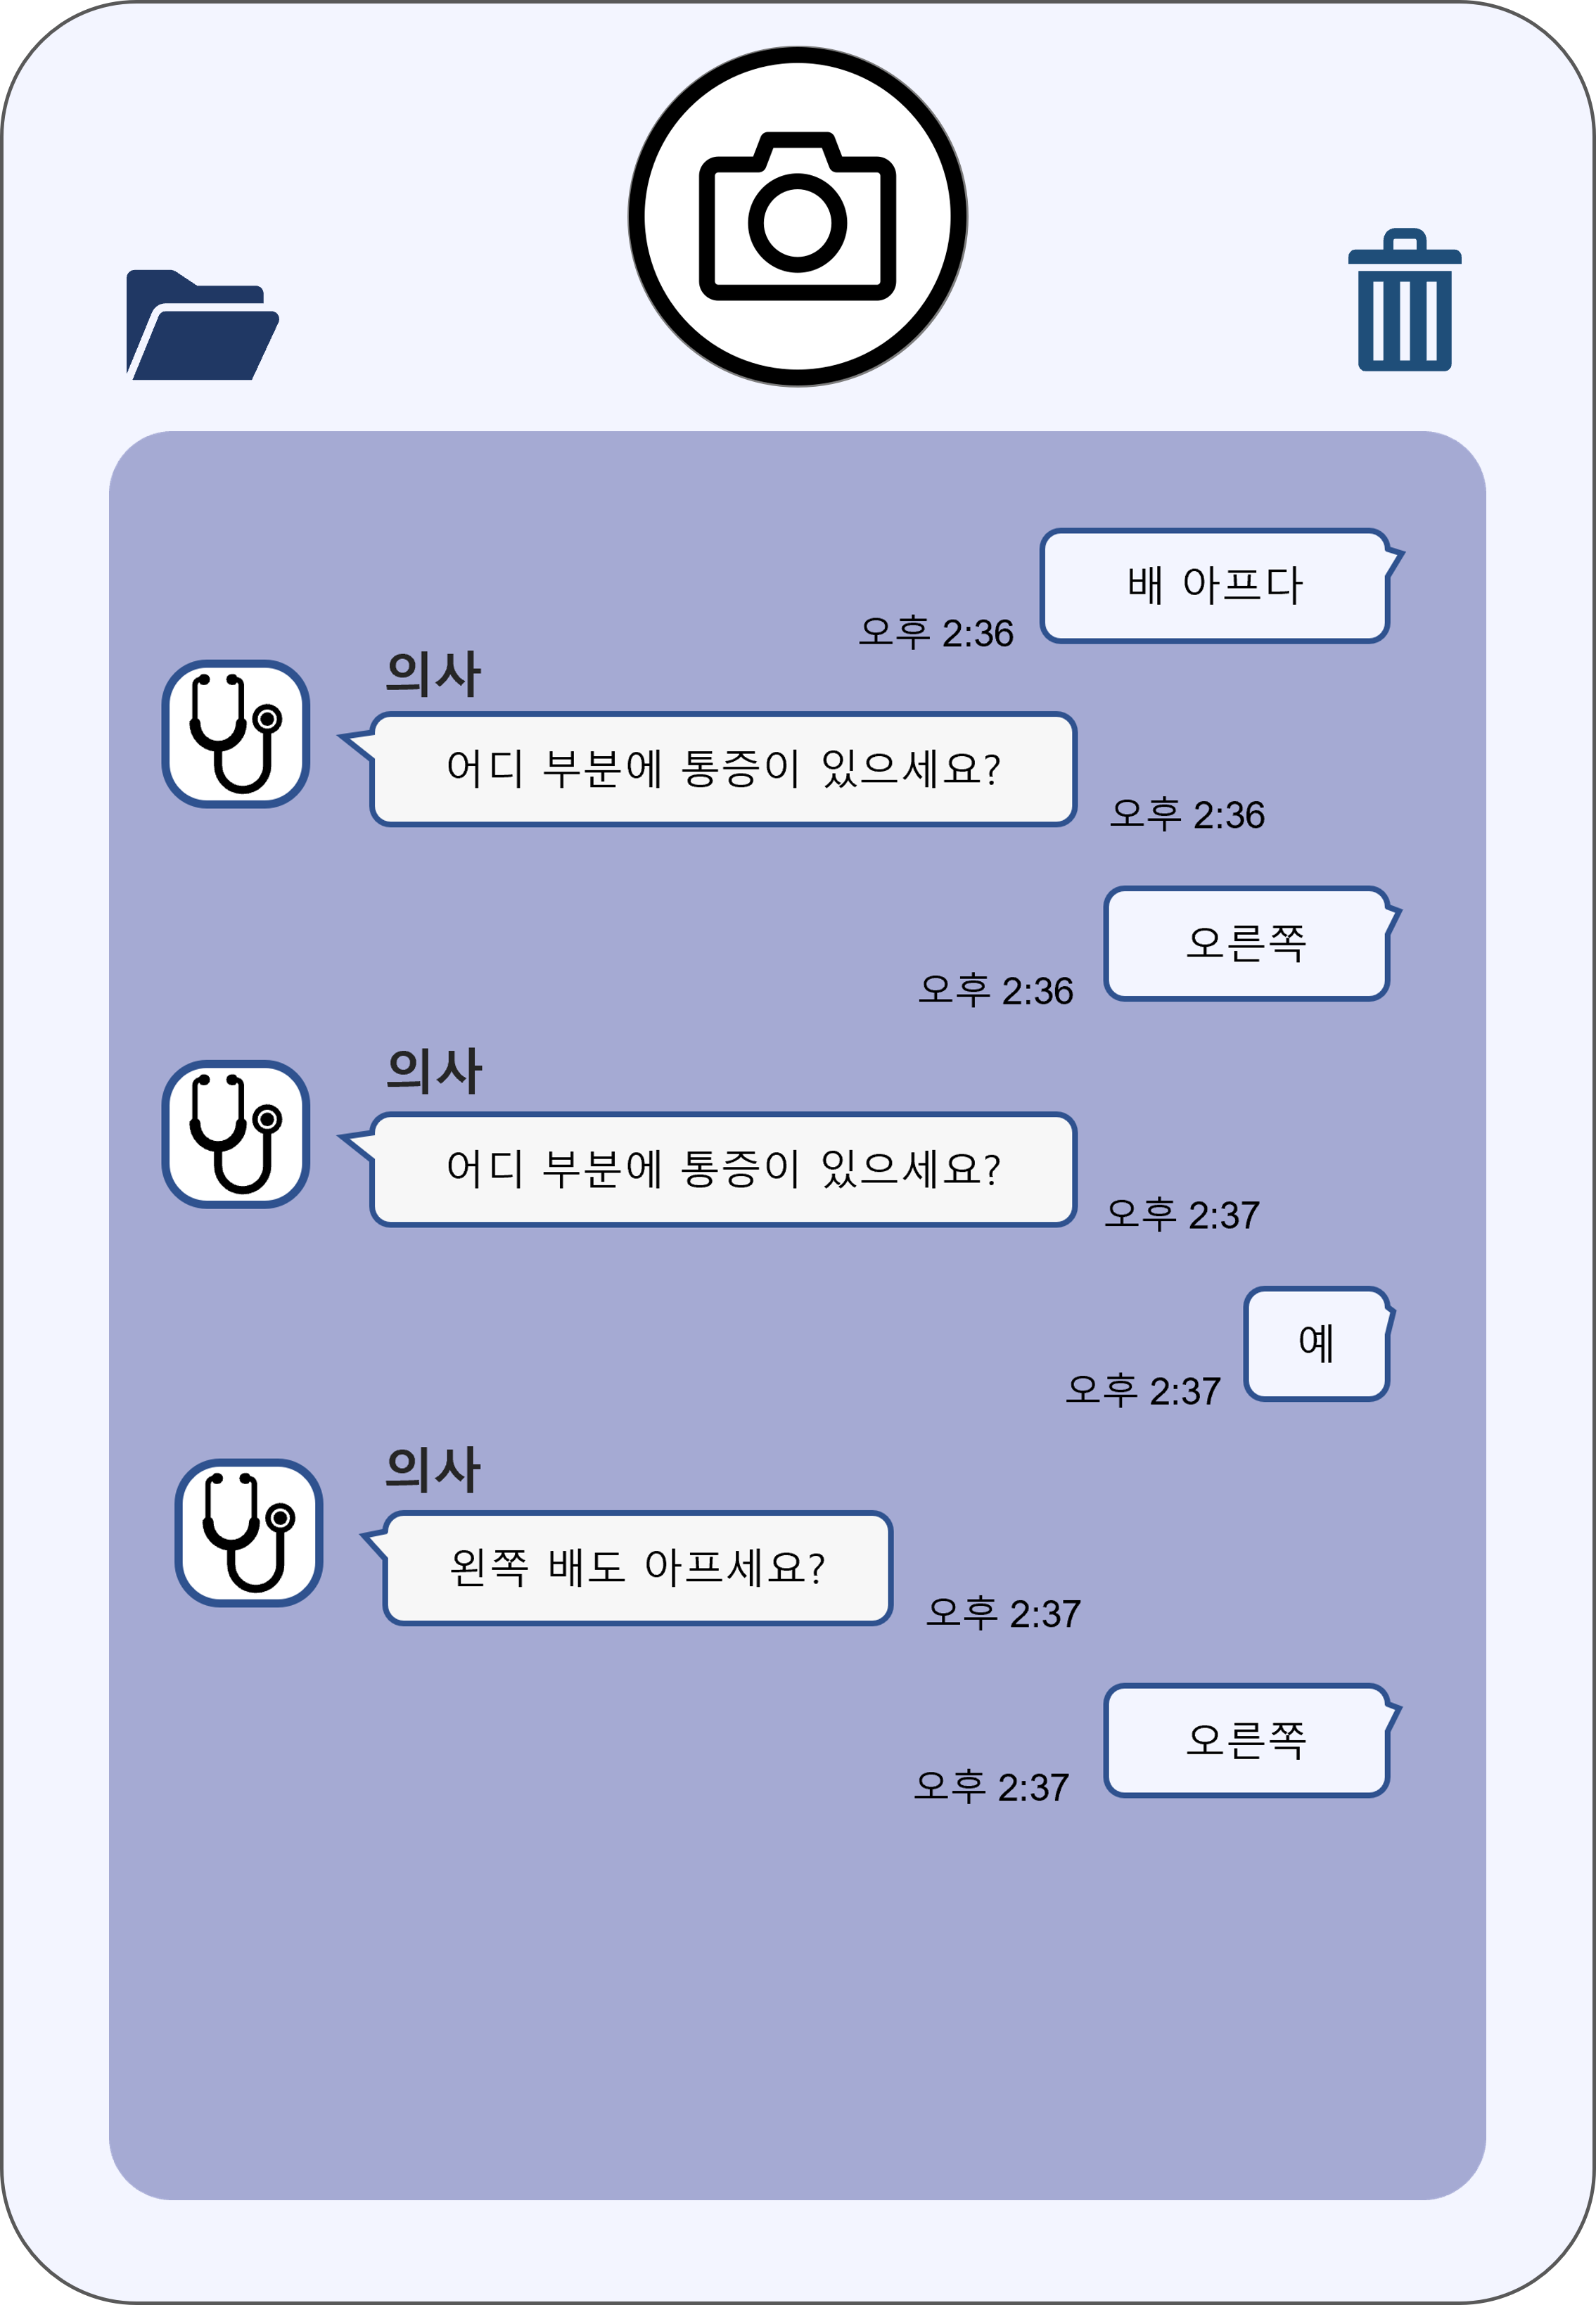 배 아프다
오후 2:36
의사
어디 부분에 통증이 있으세요?
오후 2:36
오른쪽
오후 2:36
의사
어디 부분에 통증이 있으세요?
오후 2:37
예
오후 2:37
의사
왼쪽 배도 아프세요?
오후 2:37
오른쪽
오후 2:37